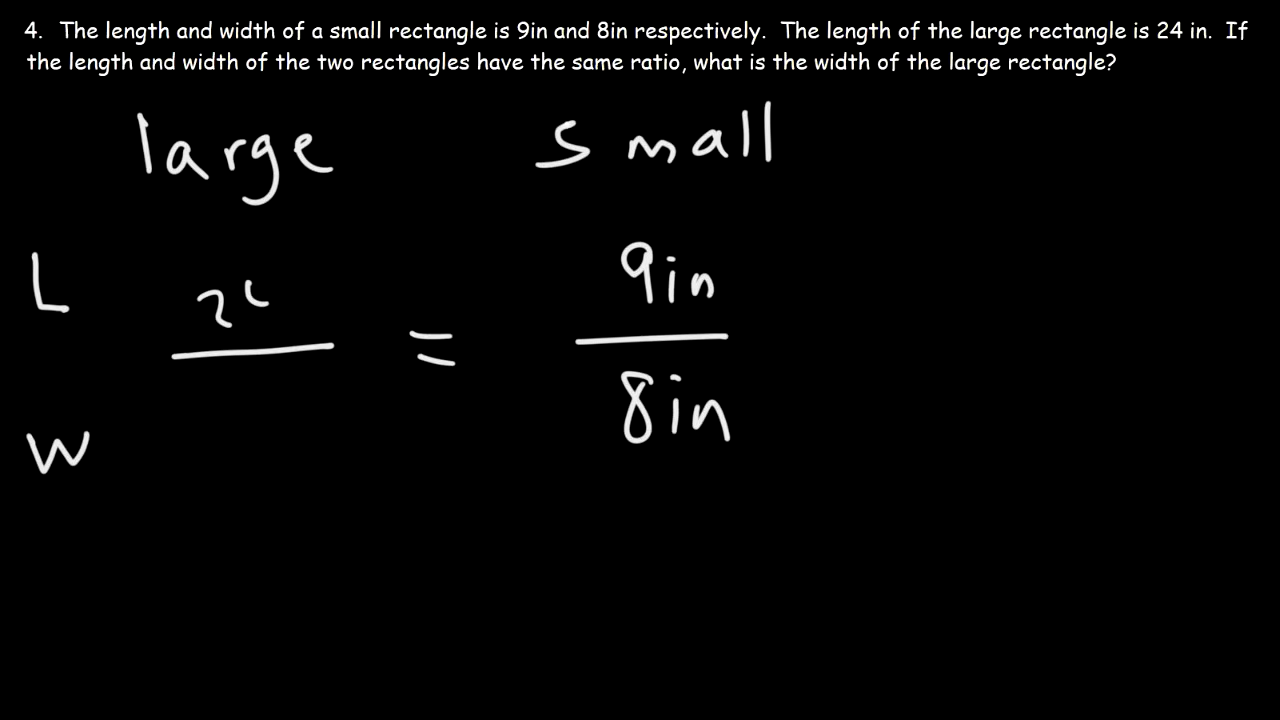 4. The length and width of a small rectangle is 9in and 8in respectively. The length of the large rectangle is 24 in. If
the length and width of the two rectangles have the same ratio, what is the width of the large rectangle?
large small
L 2 = 9in
W 8in